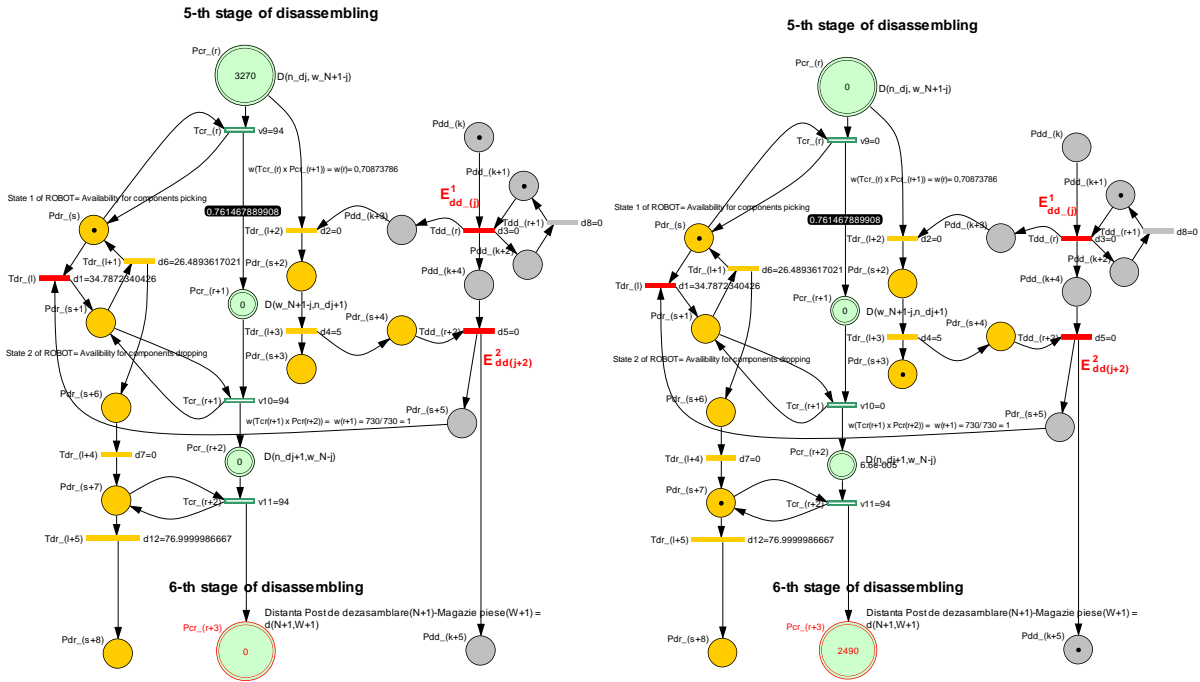 5-th stage of disassembling
Pcr_(r)
3270
D(n_dj, w_N+1-j)
Tcr_(r)
v9=94
Pdd_(k)
w(Tcr_(r) x Pcr_(r+1)) = w(r)= 0,70873786
Pdd_(k+1)
E 1 dd_(j)
State 1 of ROBOT= Availability for components picking
0.761467889908
Pdr_(s)
Pdd_(k+3)
Tdd_(r+1)
d8=0
Tdr_(l+2)
d2=0
Tdd_(r)
d3=0
Pdd_(k+2)
Tdr_(l+1)
d6=26.4893617021
Pdr_(s+2)
Pdd_(k+4)
Tdr_(l)
d1=34.7872340426
Pcr_(r+1)
0
D(w_N+1-j,n_dj+1)
Pdr_(s+1)
Pdr_(s+4)
Tdr_(l+3)
d4=5
Tdd_(r+2)
d5=0
State 2 of ROBOT= Availibility for components dropping
Pdr_(s+3)
E 2 dd(j+2)
Pdr_(s+6)
Tcr_(r+1)
v10=94
Pdr_(s+5)
w(Tcr(r+1) x Pcr(r+2)) = w(r+1) = 730/730 = 1
Pcr_(r+2)
0
D(n_dj+1,w_N-j)
Tdr_(l+4)
d7=0
Pdr_(s+7)
Tcr_(r+2)
v11=94
Tdr_(l+5)
d12=76.9999986667
6-th stage of disassembling
Distanta Post de dezasamblare(N+1)-Magazie piese(W+1) =
d(N+1,W+1)
Pcr_(r+3)
0
Pdr_(s+8)
Pdd_(k+5)
5-th stage of disassembling
Pcr_(r)
0
D(n_dj, w_N+1-j)
Tcr_(r)
v9=0
Pdd_(k)
w(Tcr_(r) x Pcr_(r+1)) = w(r)= 0,70873786
Pdd_(k+1)
E 1 dd_(j)
State 1 of ROBOT= Availability for components picking
0.761467889908
Pdr_(s)
Pdd_(k+3)
Tdd_(r+1)
d8=0
Tdr_(l+2)
d2=0
Tdd_(r)
d3=0
Pdd_(k+2)
Tdr_(l+1)
d6=26.4893617021
Pdr_(s+2)
Pdd_(k+4)
Tdr_(l)
d1=34.7872340426
Pcr_(r+1)
0
D(w_N+1-j,n_dj+1)
Pdr_(s+1)
Pdr_(s+4)
Tdr_(l+3)
d4=5
Tdd_(r+2)
d5=0
State 2 of ROBOT= Availibility for components dropping
Pdr_(s+3)
E 2 dd(j+2)
Pdr_(s+6)
Tcr_(r+1)
v10=0
Pdr_(s+5)
w(Tcr(r+1) x Pcr(r+2)) = w(r+1) = 730/730 = 1
Pcr_(r+2)
6.6e-005
D(n_dj+1,w_N-j)
Tdr_(l+4)
d7=0
Pdr_(s+7)
Tcr_(r+2)
v11=94
Tdr_(l+5)
d12=76.9999986667
6-th stage of disassembling
Distanta Post de dezasamblare(N+1)-Magazie piese(W+1) =
d(N+1,W+1)
Pcr_(r+3)
2490
Pdr_(s+8)
Pdd_(k+5)